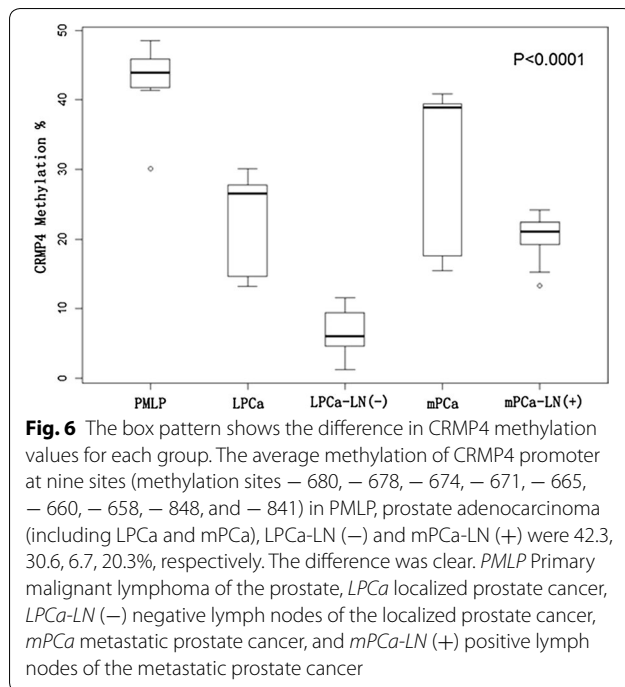 50
P<0.0001
40
30
20
10
0
CRMP4 Methylation %
PMLP LPCa LPCa-LN(-) mPCa mPCa-LN(+)
Fig. 6 The box pattern shows the difference in CRMP4 methylation
values for each group. The average methylation of CRMP4 promoter
at nine sites (methylation sites − 680, − 678, − 674, − 671, − 665,
− 660, − 658, − 848, and − 841) in PMLP, prostate adenocarcinoma
(including LPCa and mPCa), LPCa-LN (−) and mPCa-LN (+) were 42.3,
30.6, 6.7, 20.3%, respectively. The difference was clear. PMLP Primary
malignant lymphoma of the prostate, LPCa localized prostate cancer,
LPCa-LN (−) negative lymph nodes of the localized prostate cancer,
mPCa metastatic prostate cancer, and mPCa-LN (+) positive lymph
nodes of the metastatic prostate cancer